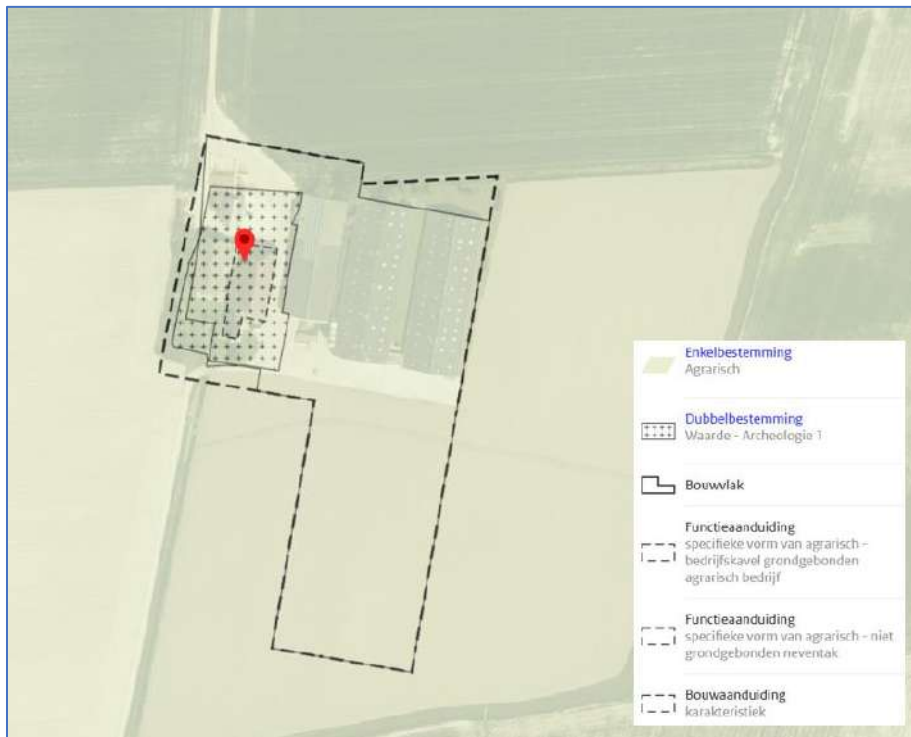 Enkelbestemming
Agrarisch
Dubbelbestemming
Waarde - Archeologie 1
Bouwvlak
Functieaanduiding
specifieke vorm van agrarisch -
bedrijfskavel grondgebonden
agrarisch bedrijf
Functieaanduiding
specifieke vorm van agrarisch - niet
grondgebonden neventak
Bouwaanduiding
karakteristiek